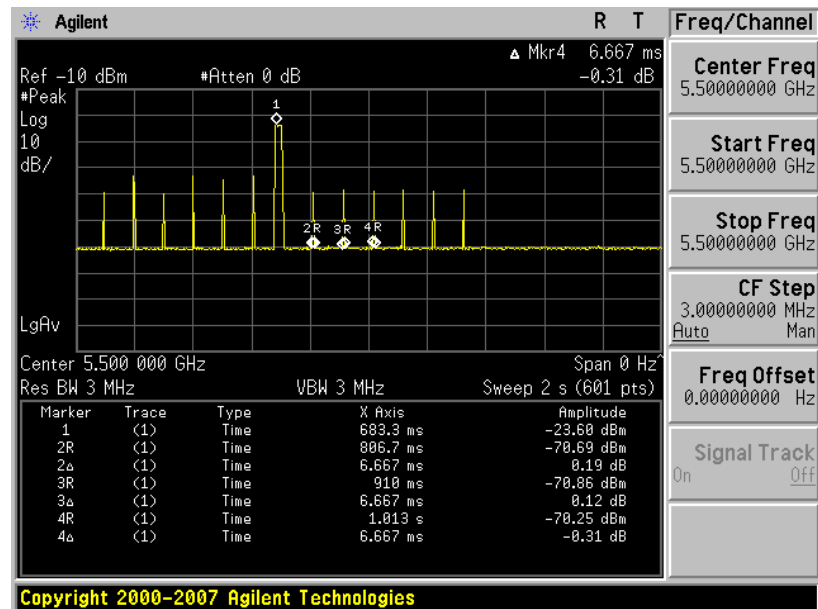 Agilent R T
Freq/Channel
Δ Mkr4 6.667 ms
Ref -10 dBm #Atten 0 dB -0.31 dB
#Peak
Log
10
dB/
1
2R 3R 4R
LgAv
Center 5.500 000 GHz Span 0 Hz^
Res BW 3 MHz VBW 3 MHz Sweep 2 s (601 pts)
Marker Trace Type X Axis Amplitude
1 (1) Time 683.3 ms -23.60 dBm
2R (1) Time 806.7 ms -70.69 dBm
2Δ (1) Time 6.667 ms 0.19 dB
3R (1) Time 910 ms -70.86 dBm
3Δ (1) Time 6.667 ms 0.12 dB
4R (1) Time 1.013 s -70.25 dBm
4Δ (1) Time 6.667 ms -0.31 dB
Center Freq
5.50000000 GHz
Start Freq
5.50000000 GHz
Stop Freq
5.50000000 GHz
CF Step
3.00000000 MHz
Auto Man
Freq Offset
0.00000000 Hz
Signal Track
On Off
Copyright 2000-2007 Agilent Technologies